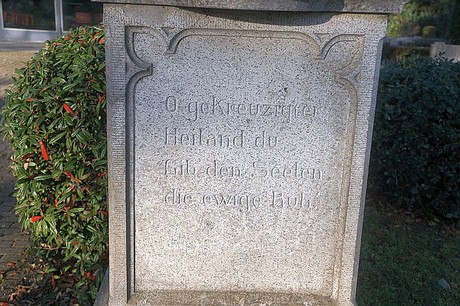 O gekreuzigter
Heiland du
Gib den Seelen
die ewige Ruh.